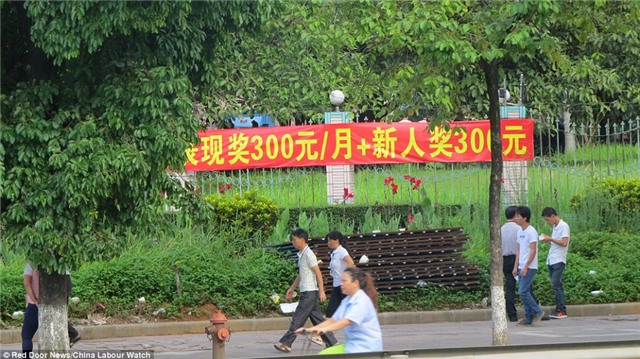 表现奖300元/月+新人奖300元
© Red Door News/China Labour Watch